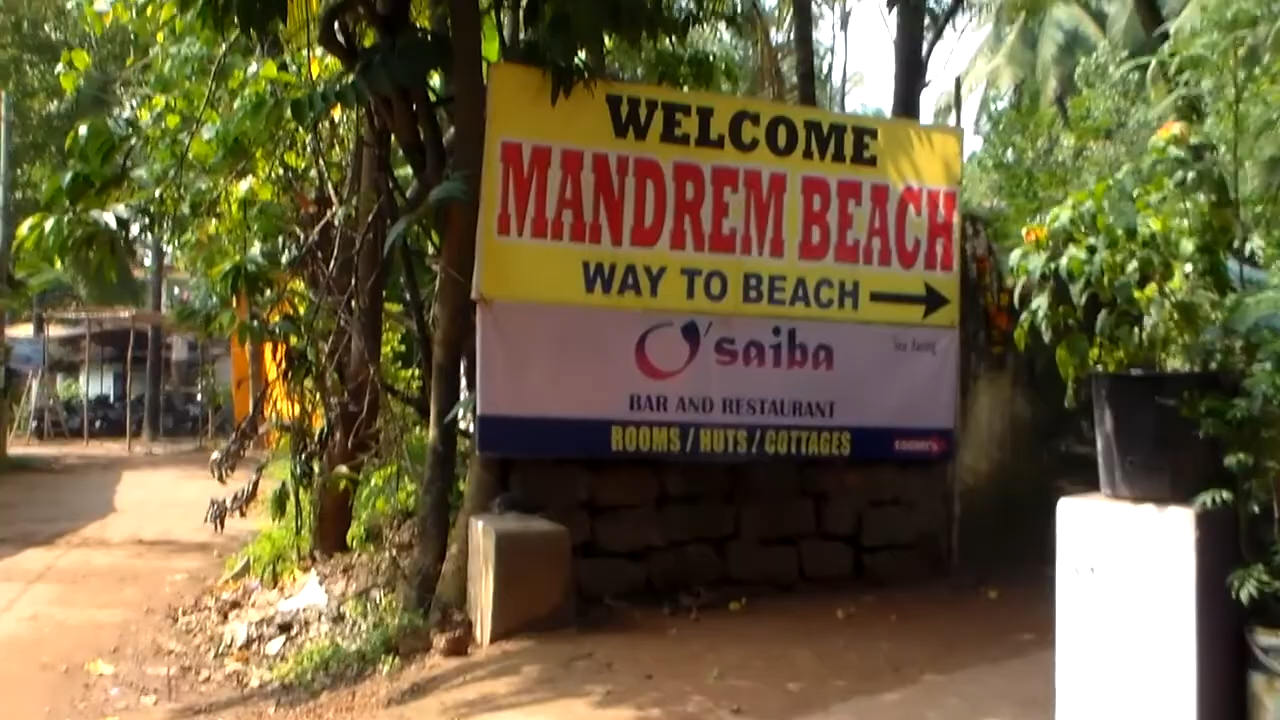 WELCOME
MANDREM BEACH
WAY TO BEACH
O'saiba
BAR AND RESTAURANT
ROOMS / HUTS / COTTAGES